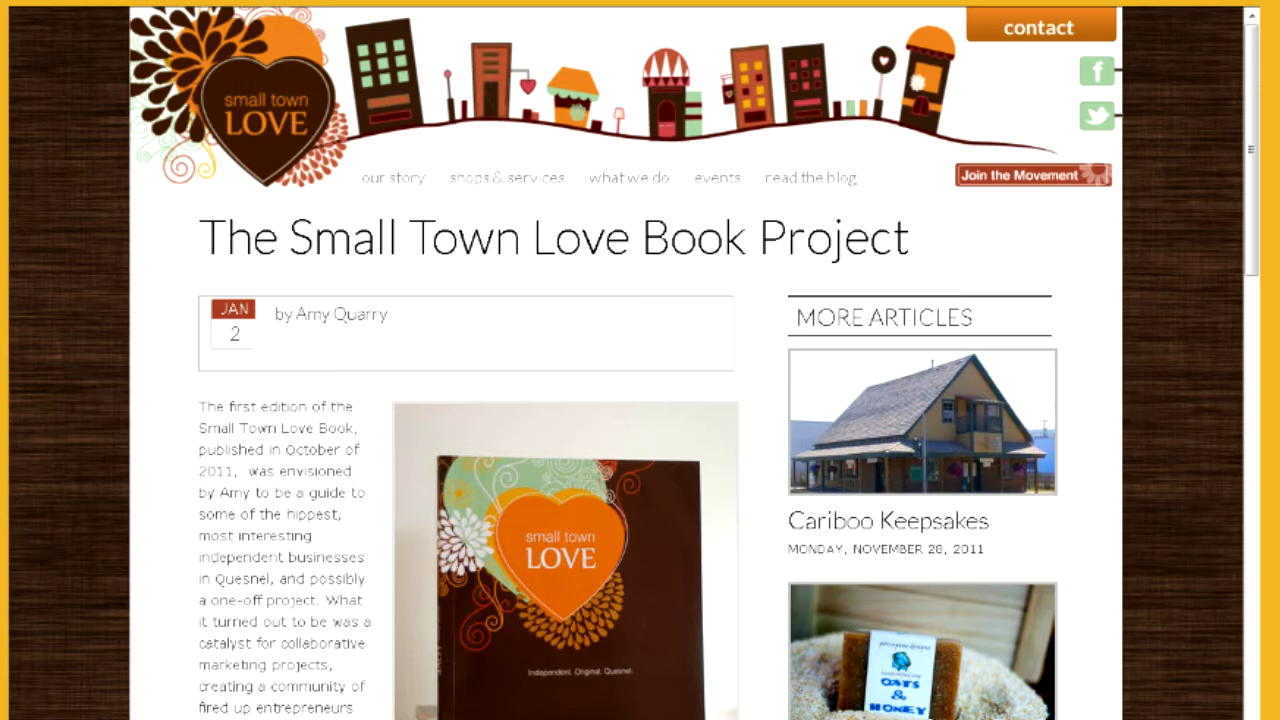 contact
small town
LOVE
our story shops & services what we do events read the blog
Join the Movement
The Small Town Love Book Project
JAN
2
by Amy Quarry
The first edition of the
Small Town Love Book,
published in October of
2011, was envisioned
by Amy to be a guide to
some of the hippest,
most interesting
independent businesses
in Quesnel, and possibly
a one-off project. What
it turned out to be was a
catalyst for collaborative
marketing projects,
creating a community of
fired up entrepreneurs
small town
LOVE
Independent. Original. Quesnel.
MORE ARTICLES
Cariboo Keepsakes
MONDAY, NOVEMBER 28, 2011
OATS
&
HONEY